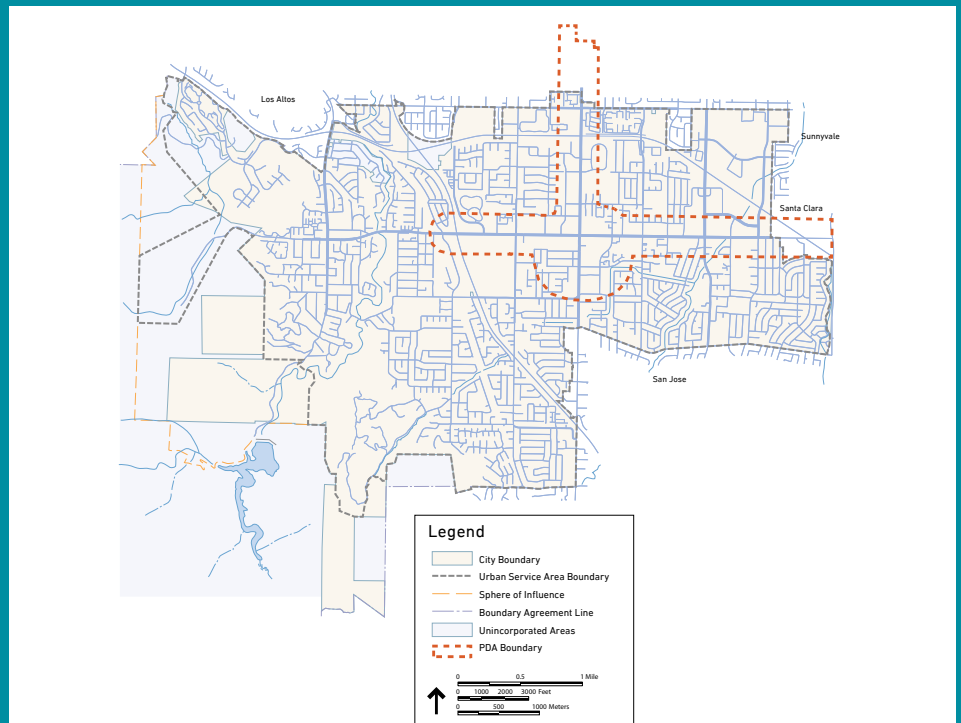 Los Altos
Sunnyvale
Santa Clara
San Jose
Legend
City Boundary
Urban Service Area Boundary
Sphere of Influence
Boundary Agreement Line
Unincorporated Areas
PDA Boundary
0 0.5 1 Mile
0 1000 2000 3000 Feet
0 500 1000 Meters